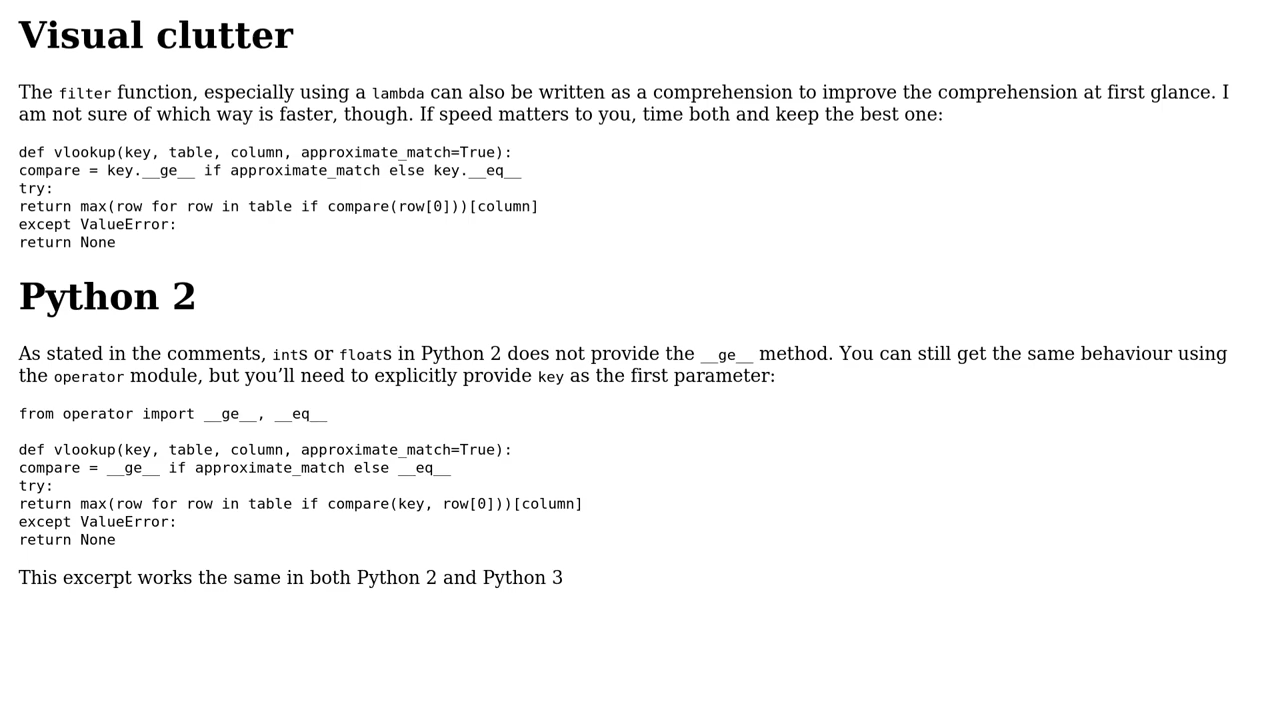 Visual clutter
The filter function, especially using a lambda can also be written as a comprehension to improve the comprehension at first glance. I
am not sure of which way is faster, though. If speed matters to you, time both and keep the best one:
def vlookup(key, table, column, approximate_match=True):
compare = key.__ge__ if approximate_match else key.__eq__
try:
return max(row for row in table if compare(row[0]))[column]
except ValueError:
return None
Python 2
As stated in the comments, ints or floats in Python 2 does not provide the __ge__ method. You can still get the same behaviour using
the operator module, but you’ll need to explicitly provide key as the first parameter:
from operator import __ge__, __eq__
def vlookup(key, table, column, approximate_match=True):
compare = __ge__ if approximate_match else __eq__
try:
return max(row for row in table if compare(key, row[0]))[column]
except ValueError:
return None
This excerpt works the same in both Python 2 and Python 3